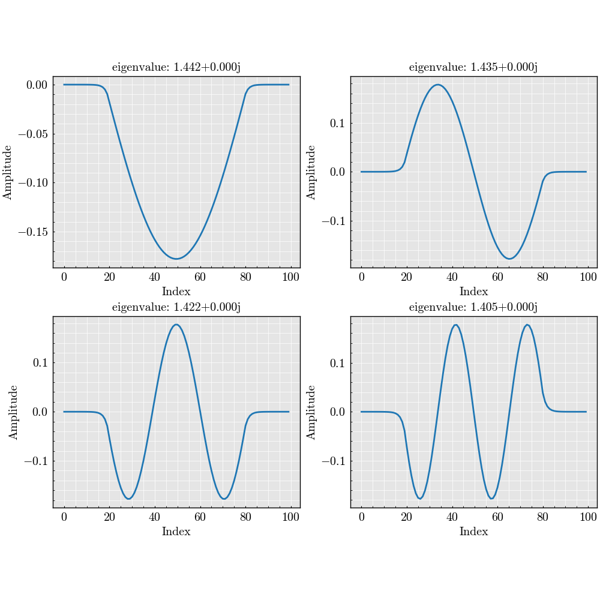 eigenvalue: 1.442+0.000j
0.00
−0.05
−0.10
−0.15
Amplitude
0 20 40 60 80 100
Index
eigenvalue: 1.435+0.000j
0.1
0.0
−0.1
Amplitude
0 20 40 60 80 100
Index
eigenvalue: 1.422+0.000j
0.1
0.0
−0.1
Amplitude
0 20 40 60 80 100
Index
eigenvalue: 1.405+0.000j
0.1
0.0
−0.1
Amplitude
0 20 40 60 80 100
Index